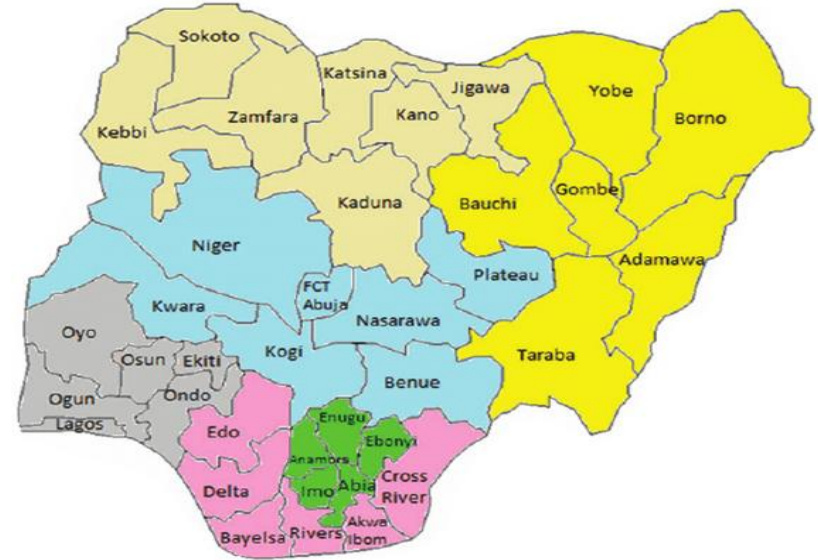 Sokoto
Katsina
Jigawa
Yobe
Borno
Kebbi
Zamfara
Kano
Kaduna
Bauchi
Gombe
Niger
Adamawa
Plateau
FCT
Abuja
Kwara
Nasarawa
Oyo
Kogi
Taraba
Osun
Ekiti
Benue
Ogun
Ondo
Lagos
Edo
Enugu
Ebonyi
Anambra
Delta
Imo
Abia
Cross
River
Bayelsa
Rivers
Akwa
Ibom